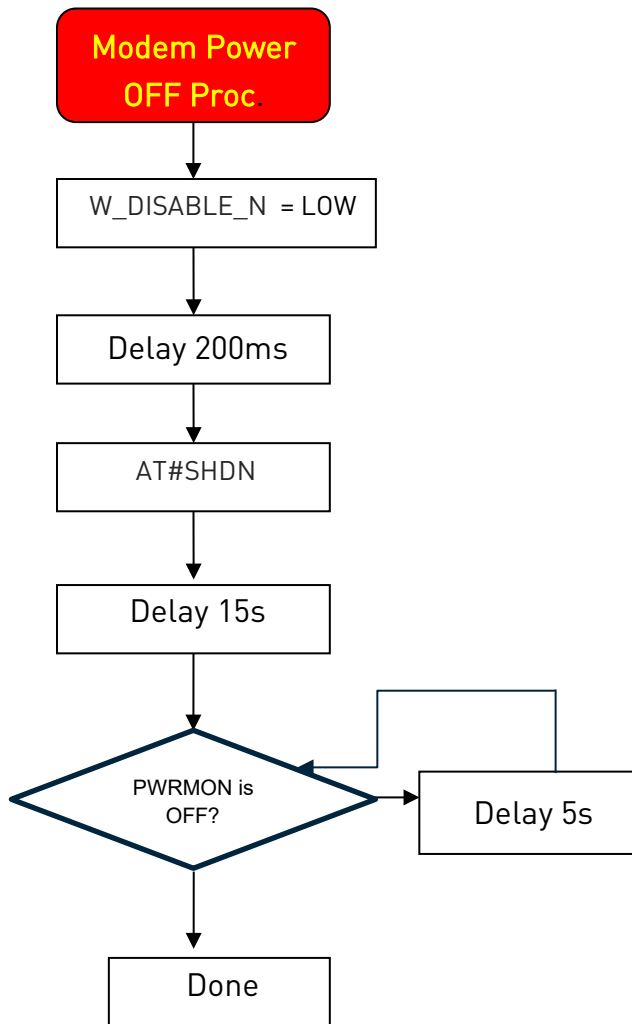 Modem Power
OFF Proc.
W_DISABLE_N = LOW
Delay 200ms
AT#SHDN
Delay 15s
PWRMON is
OFF?
Delay 5s
Done